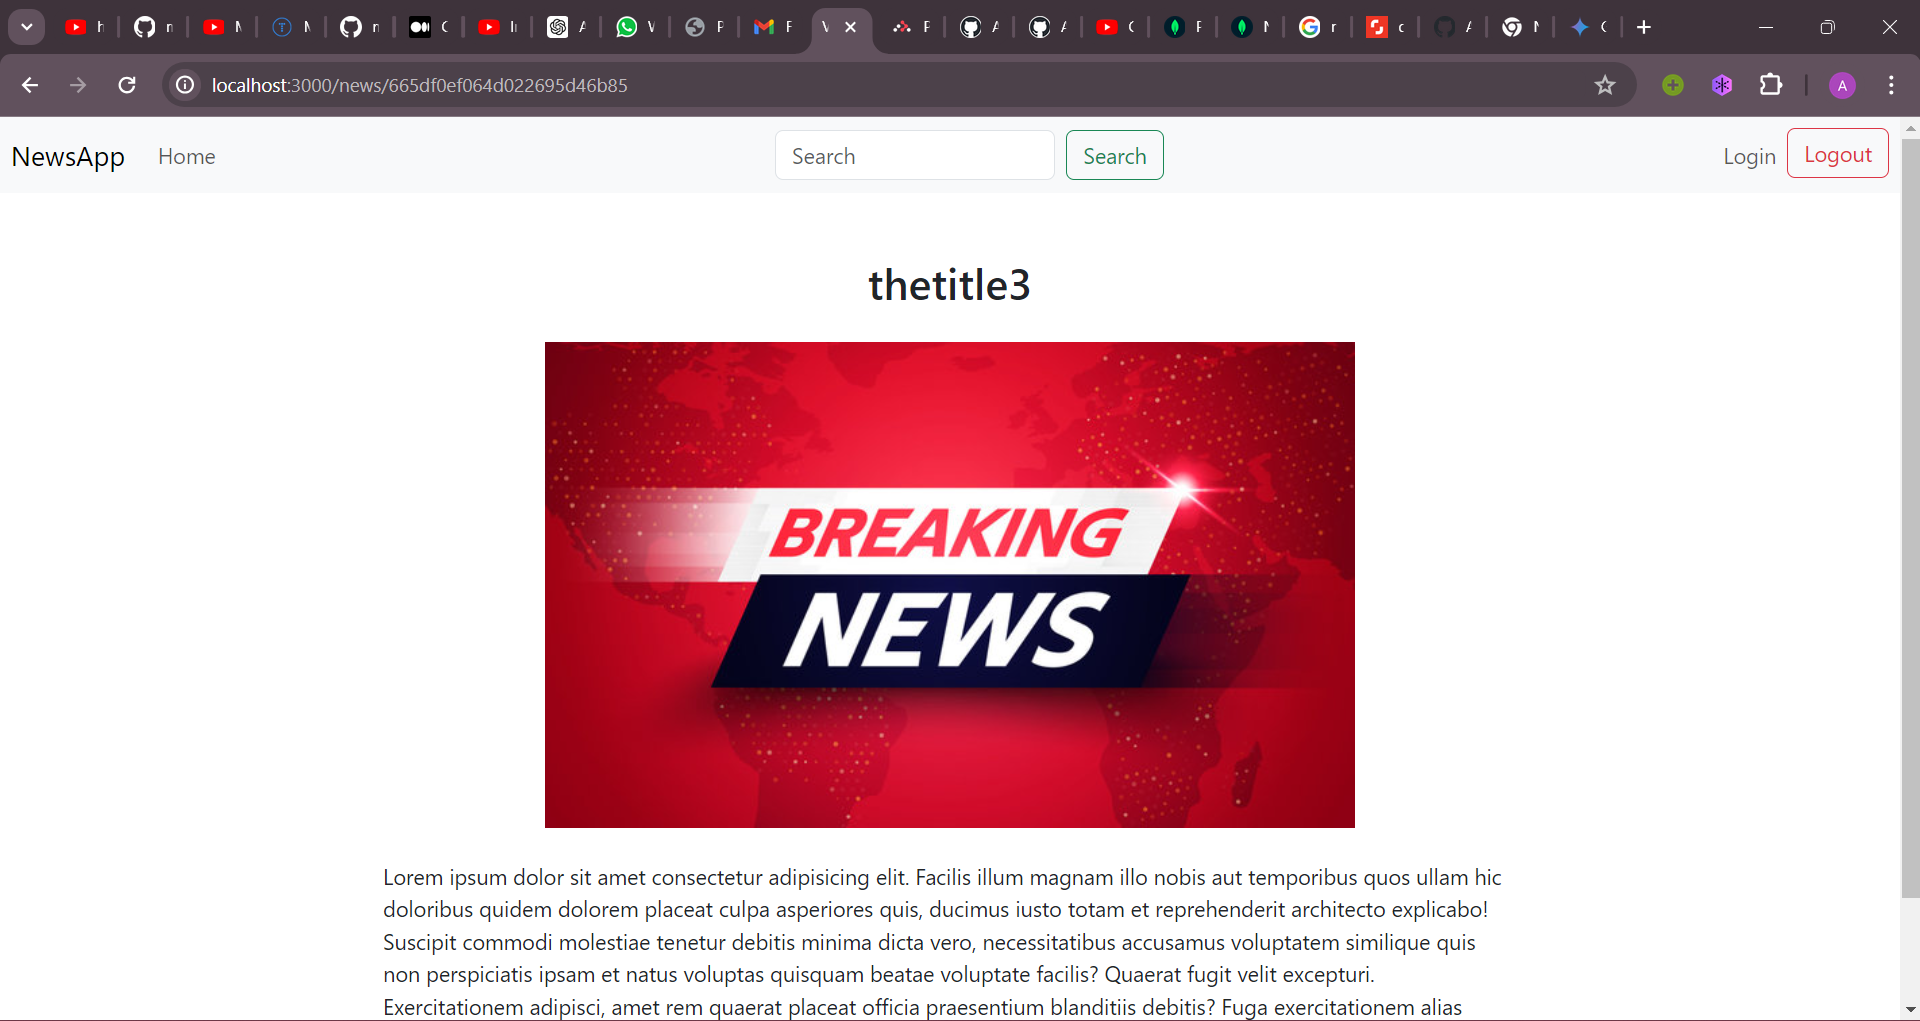 h
n
M
M
n
C
I
A
V
P
F
V
F
A
A
C
F
N
r
c
A
N
C
localhost:3000/news/665df0ef064d022695d46b85
A
NewsApp Home Search Search Login Logout
thetitle3
BREAKING
NEWS
Lorem ipsum dolor sit amet consectetur adipisicing elit. Facilis illum magnam illo nobis aut temporibus quos ullam hic
doloribus quidem dolorem placeat culpa asperiores quis, ducimus iusto totam et reprehenderit architecto explicabo!
Suscipit commodi molestiae tenetur debitis minima dicta vero, necessitatibus accusamus voluptatem similique quis
non perspiciatis ipsam et natus voluptas quisquam beatae voluptate facilis? Quaerat fugit velit excepturi.
Exercitationem adipisci, amet rem quaerat placeat officia praesentium blanditiis debitis? Fuga exercitationem alias